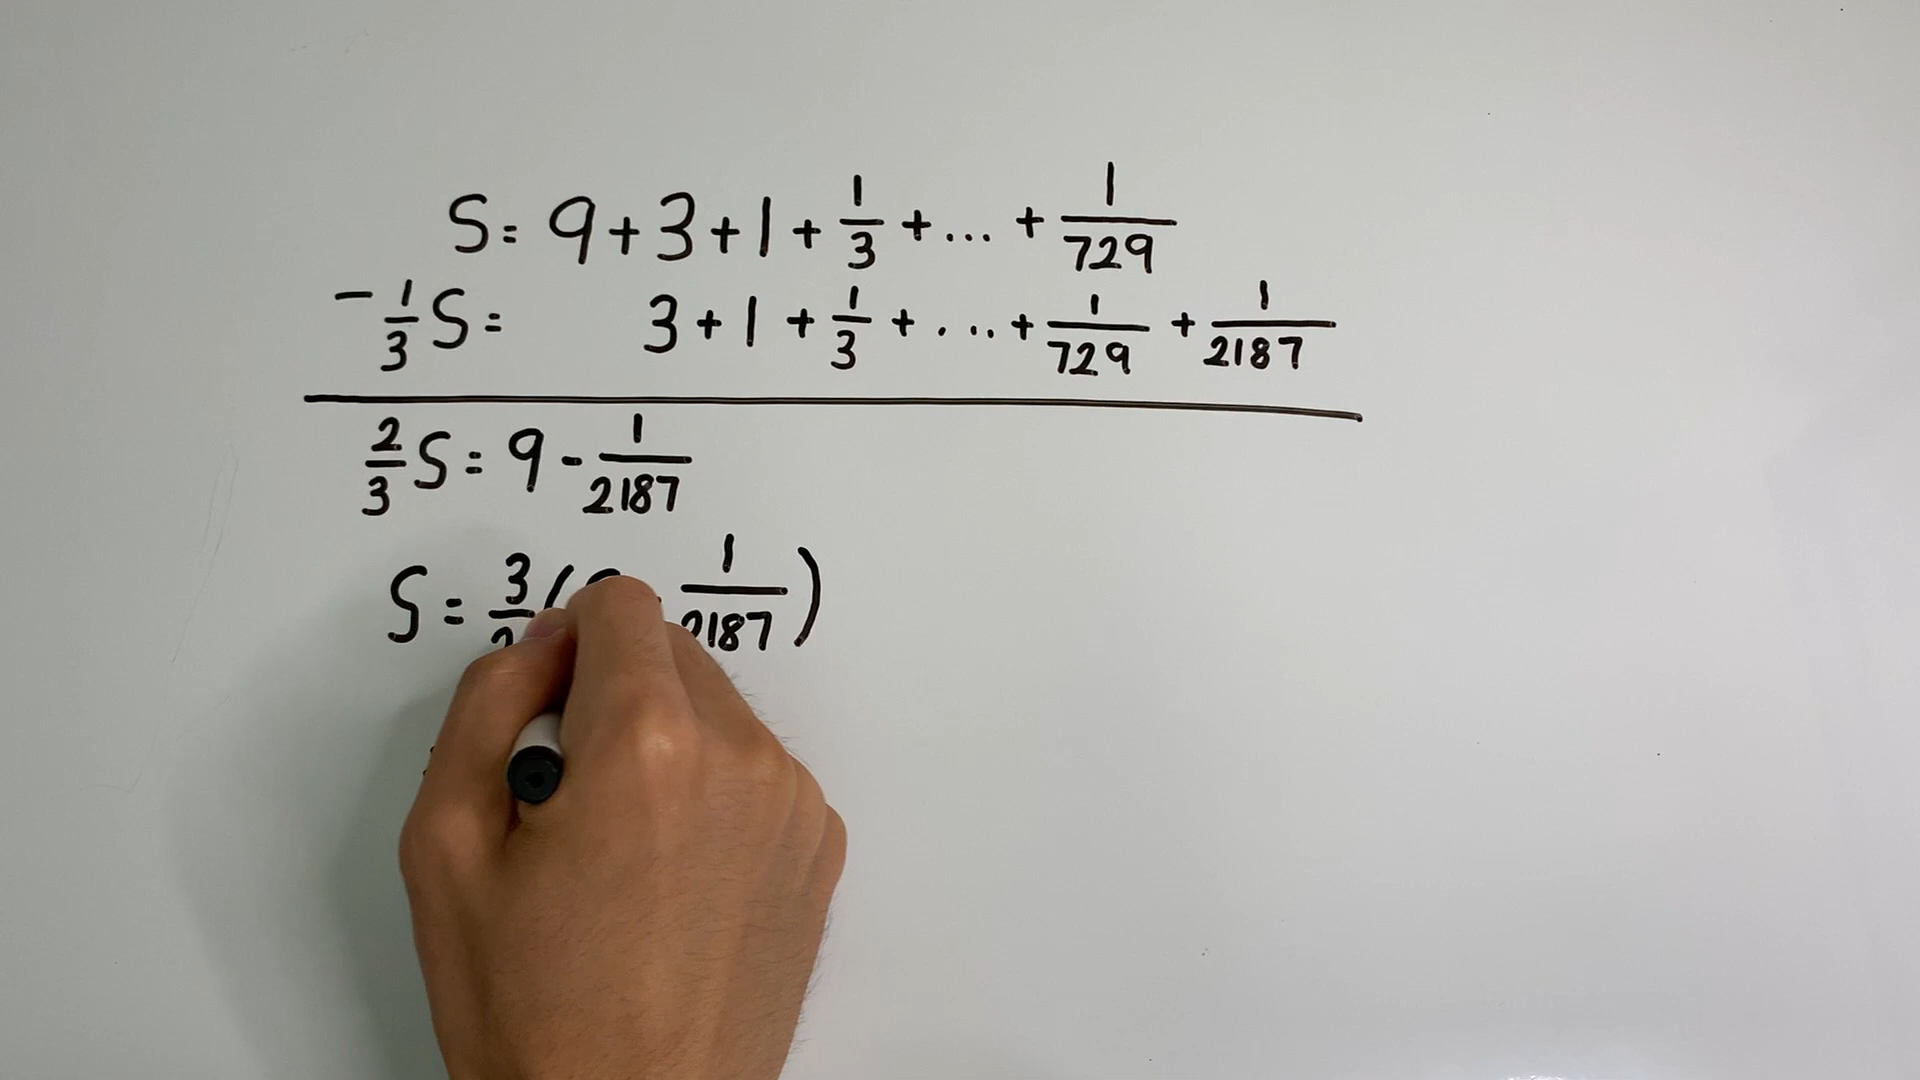 S = 9 + 3 + 1 + 1/3 + ... + 1/729
- 1/3 S = 3 + 1 + 1/3 + ... + 1/729 + 1/2187
2/3 S = 9 - 1/2187
S = 3/2 ( 1/2187 )